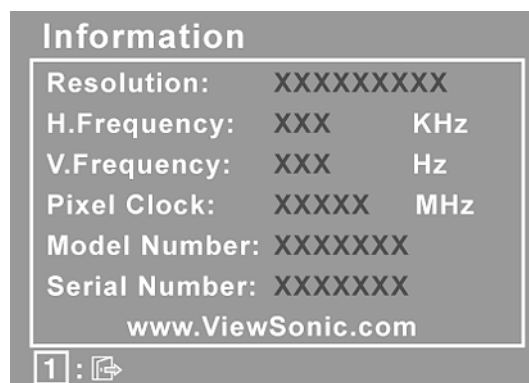 Information
Resolution: XXXXXXXXX
H.Frequency: XXX KHz
V.Frequency: XXX Hz
Pixel Clock: XXXXX MHz
Model Number: XXXXXXX
Serial Number: XXXXXXX
www.ViewSonic.com
1 :